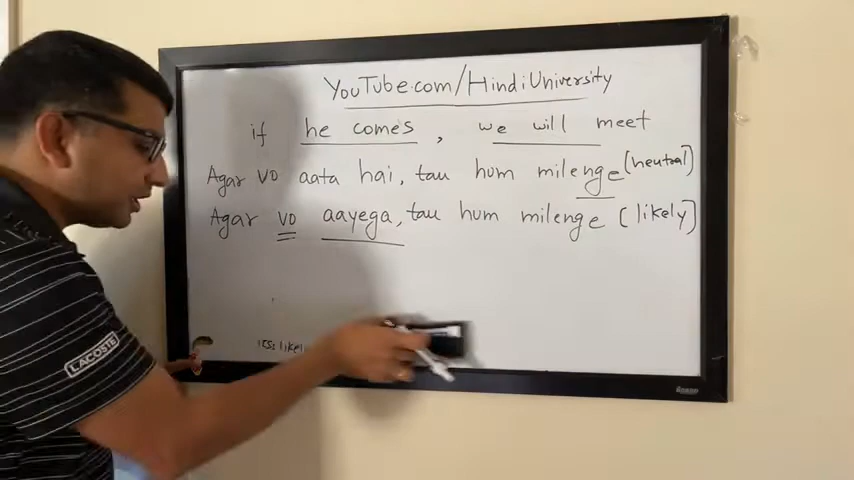 YouTube.com/HindiUniversity
if he comes, we will meet
Agar vo aata hai, tau hum milenge (neutral)
Agar vo aayega, tau hum milenge (likely)
LACOSTE